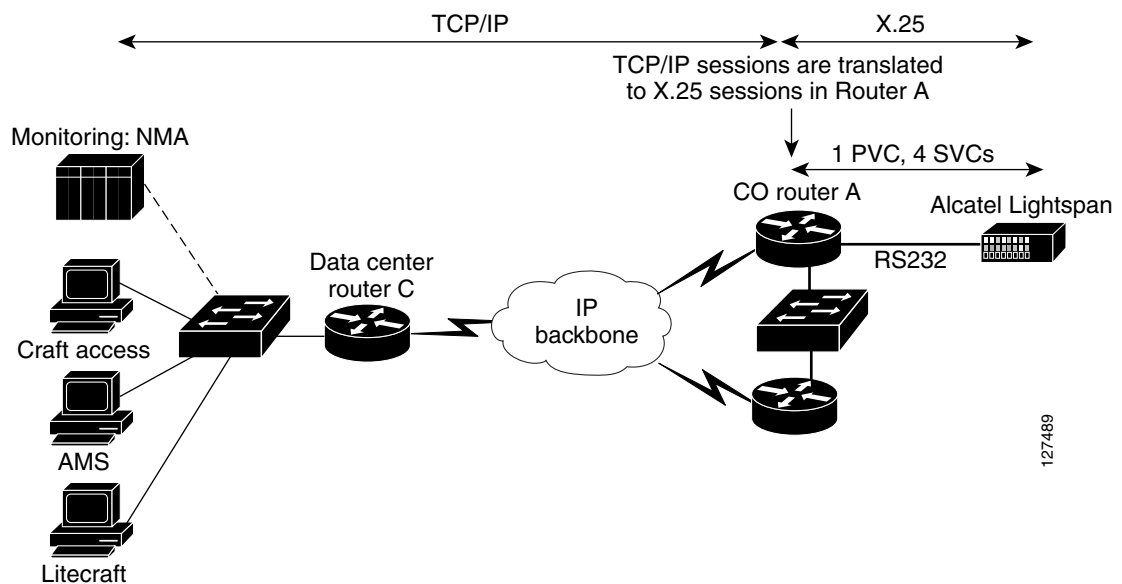 TCP/IP
X.25
TCP/IP sessions are translated
to X.25 sessions in Router A
Monitoring: NMA
1 PVC, 4 SVCs
CO router A
Alcatel Lightspan
RS232
Data center
router C
IP
backbone
Craft access
AMS
Litecraft
127489